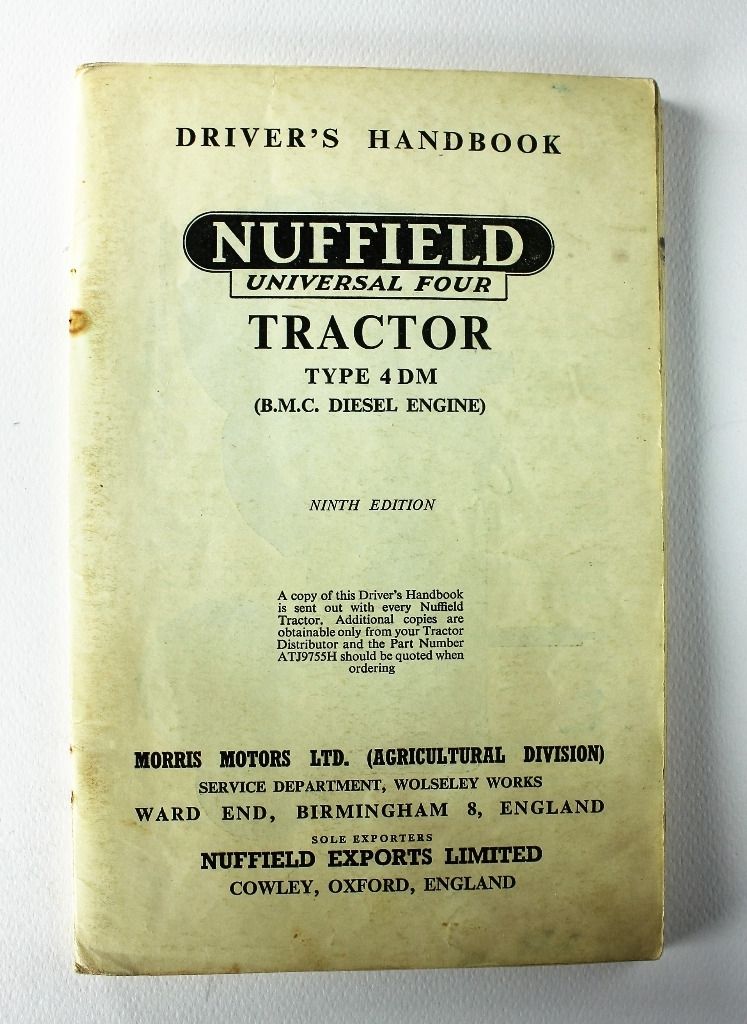 DRIVER'S HANDBOOK
NUFFIELD
UNIVERSAL FOUR
TRACTOR
TYPE 4 DM
(B.M.C. DIESEL ENGINE)
NINTH EDITION
A copy of this Driver's Handbook
is sent out with every Nuffield
Tractor. Additional copies are
obtainable only from your Tractor
Distributor and the Part Number
ATJ9755H should be quoted when
ordering
MORRIS MOTORS LTD. (AGRICULTURAL DIVISION)
SERVICE DEPARTMENT, WOLSELEY WORKS
WARD END, BIRMINGHAM 8, ENGLAND
SOLE EXPORTERS
NUFFIELD EXPORTS LIMITED
COWLEY, OXFORD, ENGLAND